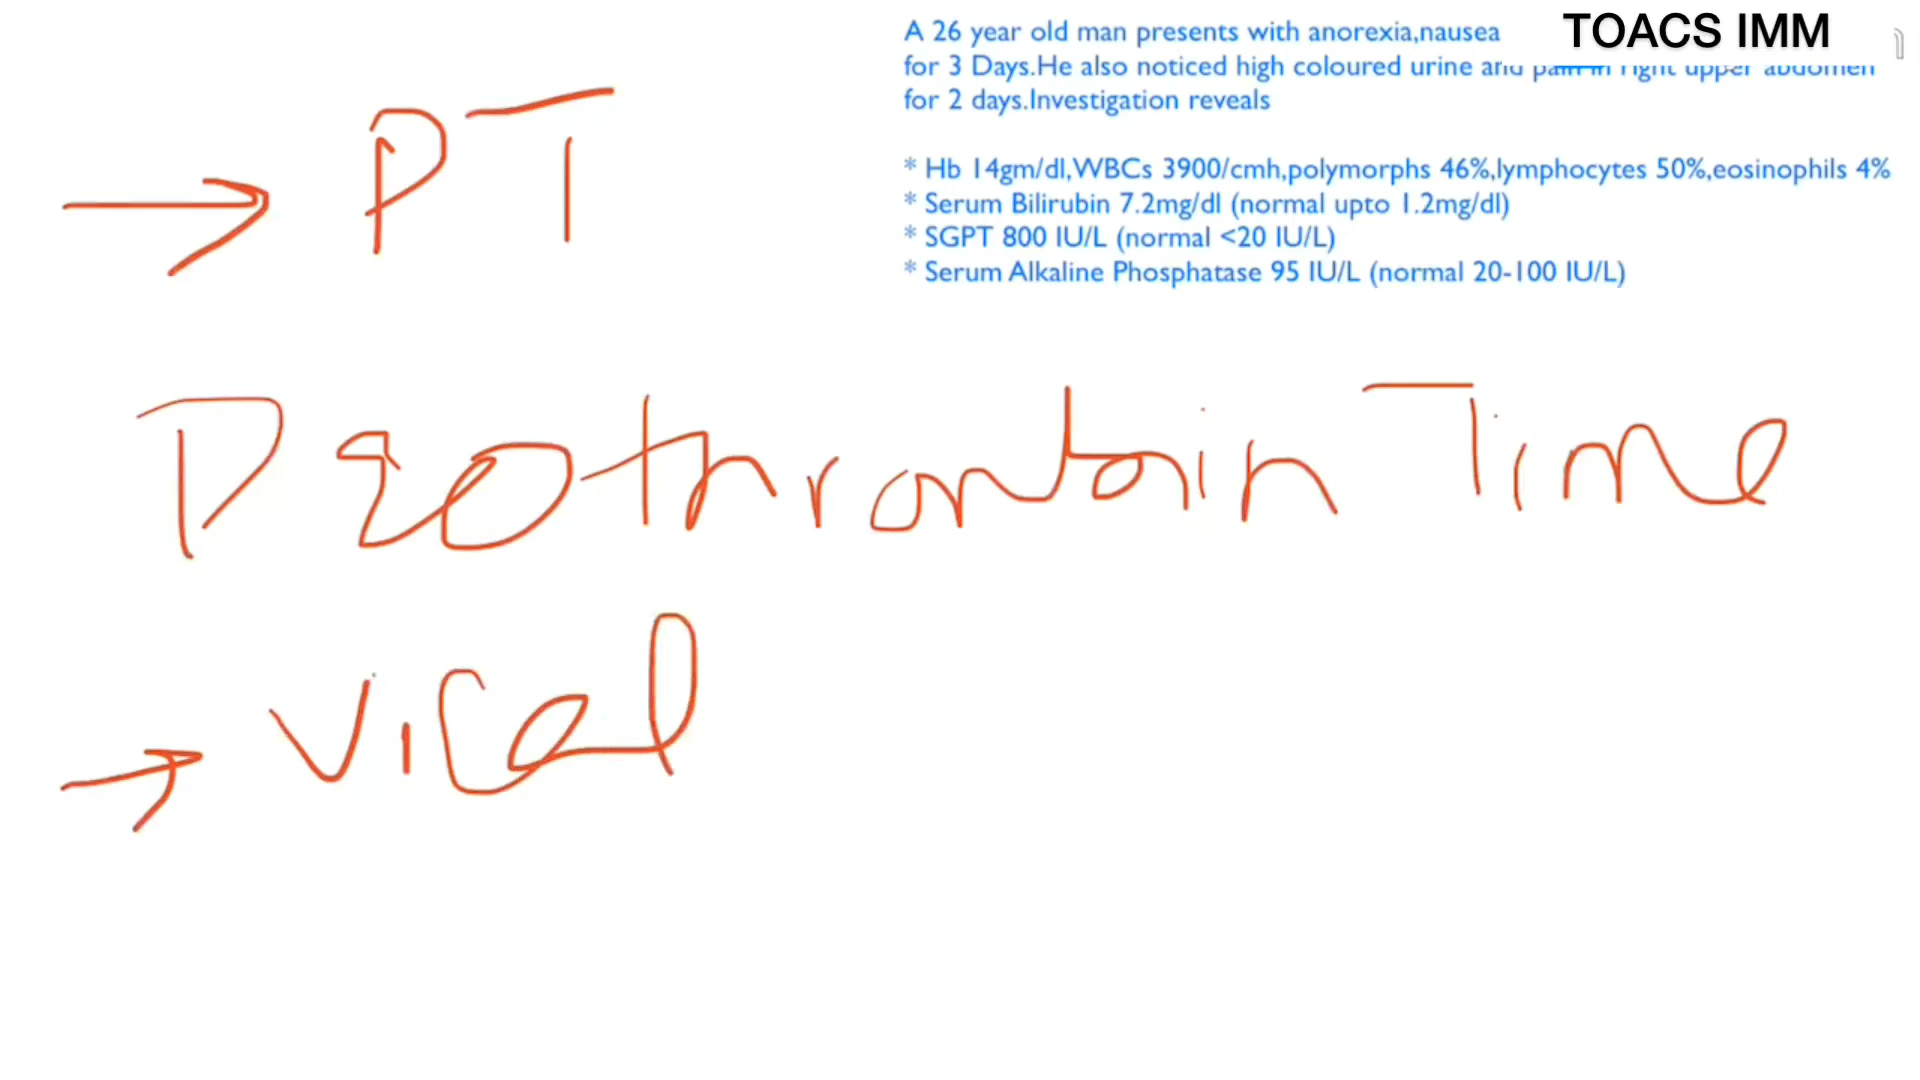 A 26 year old man presents with anorexia,nausea
TOACS IMM
for 3 Days.He also noticed high coloured urine and pain in right upper abdomen
for 2 days.Investigation reveals
* Hb 14gm/dl,WBCs 3900/cmh,polymorphs 46%,lymphocytes 50%,eosinophils 4%
* Serum Bilirubin 7.2mg/dl (normal upto 1.2mg/dl)
* SGPT 800 IU/L (normal <20 IU/L)
* Serum Alkaline Phosphatase 95 IU/L (normal 20-100 IU/L)
→ PT
Prothrombin Time
→ Viral